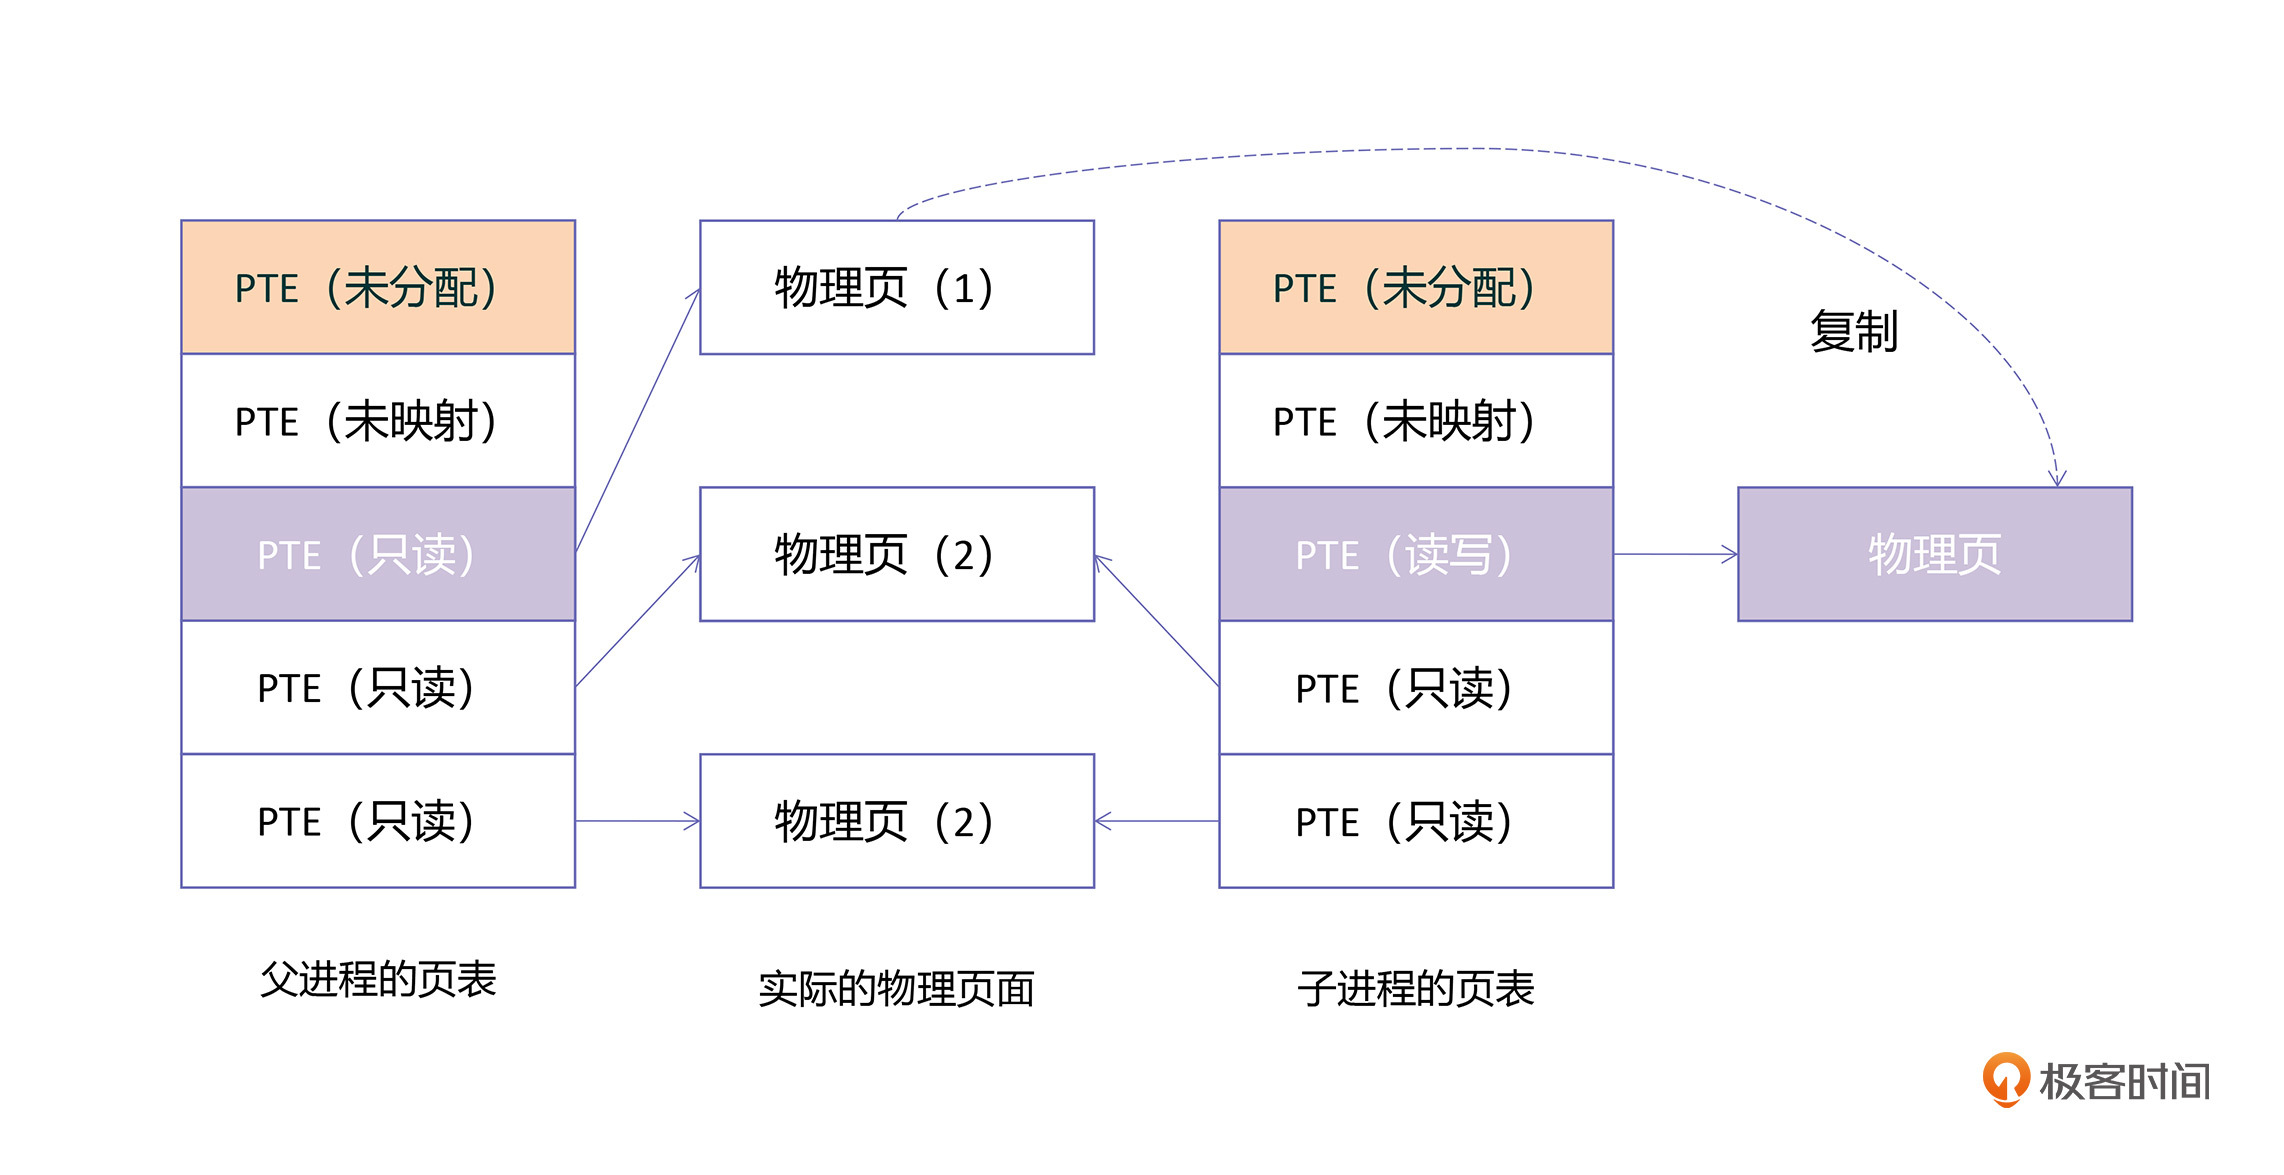 PTE（未分配）
PTE（未映射）
PTE（只读）
PTE（只读）
PTE（只读）
父进程的页表
物理页（1）
物理页（2）
物理页（2）
实际的物理页面
PTE（未分配）
PTE（未映射）
PTE（读写）
PTE（只读）
PTE（只读）
子进程的页表
复制
物理页
极客时间